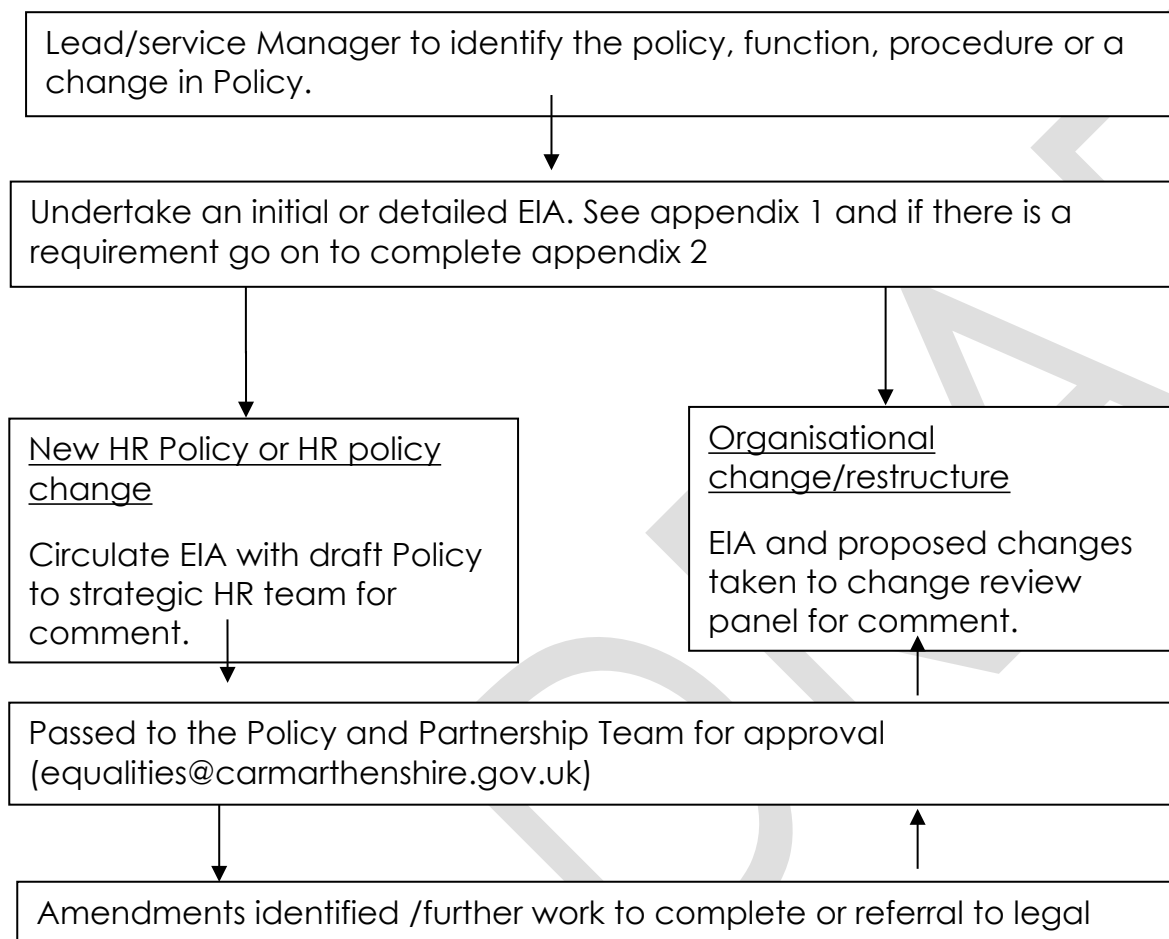 Lead/service Manager to identify the policy, function, procedure or a
change in Policy.
Undertake an initial or detailed EIA. See appendix 1 and if there is a
requirement go on to complete appendix 2
New HR Policy or HR policy
change
Circulate EIA with draft Policy
to strategic HR team for
comment.
Organisational
change/restructure
EIA and proposed changes
taken to change review
panel for comment.
Passed to the Policy and Partnership Team for approval
(equalities@carmarthenshire.gov.uk)
Amendments identified /further work to complete or referral to legal